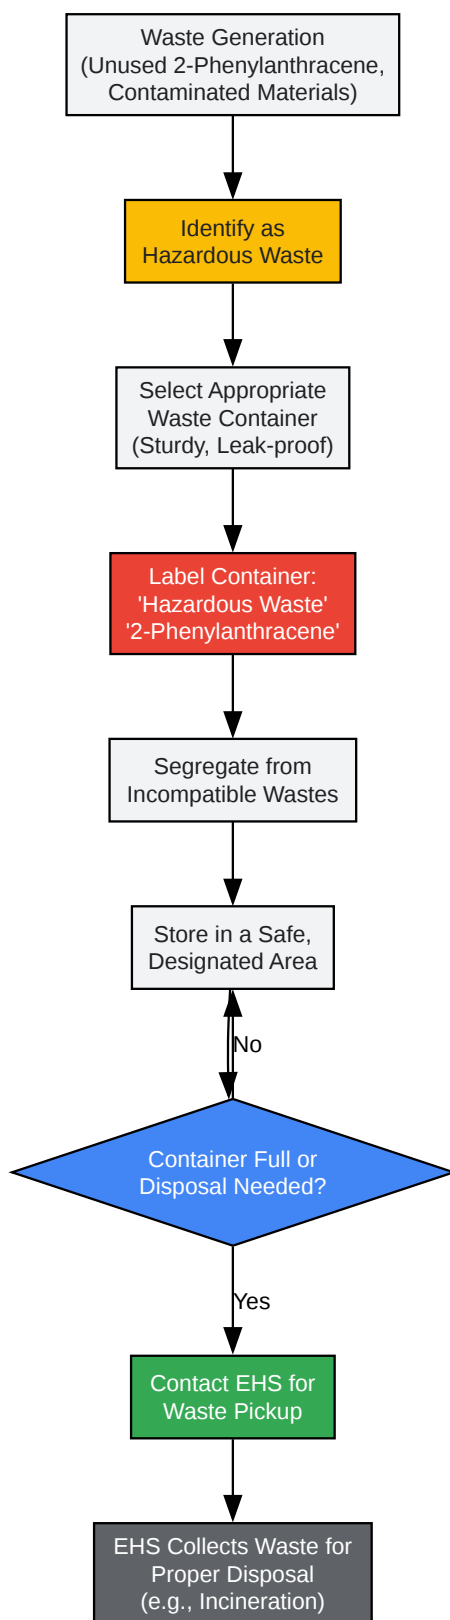 Waste Generation
(Unused 2-Phenylanthracene,
Contaminated Materials)
Identify as
Hazardous Waste
Select Appropriate
Waste Container
(Sturdy, Leak-proof)
Label Container:
'Hazardous Waste'
'2-Phenylanthracene'
Segregate from
Incompatible Wastes
Store in a Safe,
Designated Area
No
Container Full or
Disposal Needed?
Yes
Contact EHS for
Waste Pickup
EHS Collects Waste for
Proper Disposal
(e.g., Incineration)